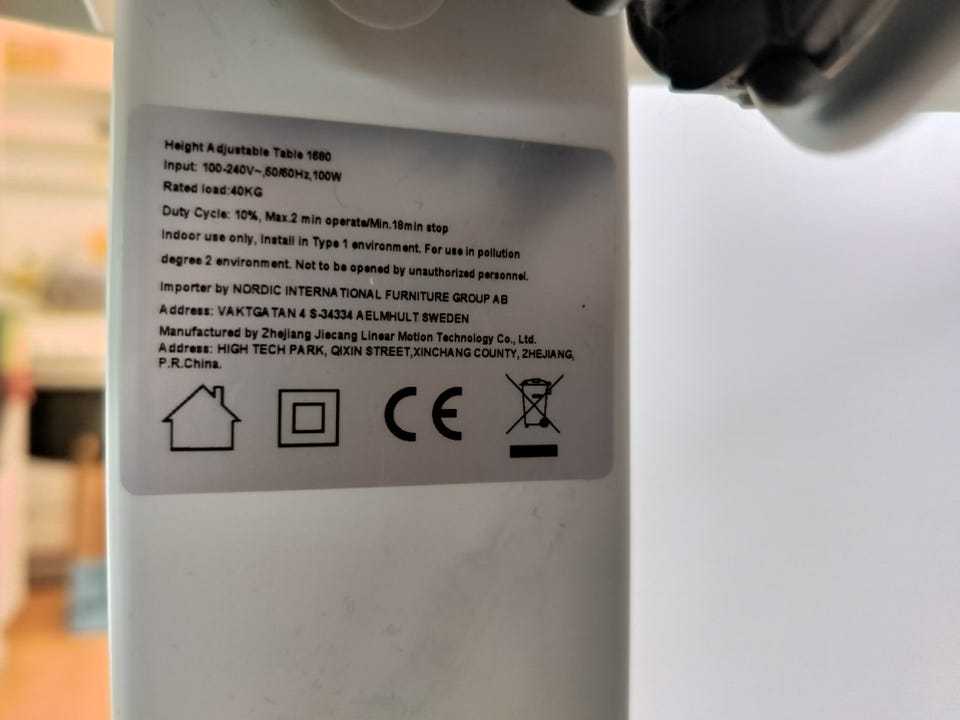 Height Adjustable Table 1680
Input: 100-240V~,50/60Hz,100W
Rated load:40KG
Duty Cycle: 10%, Max.2 min operate/Min.18min stop
Indoor use only, Install in Type 1 environment. For use in pollution
degree 2 environment. Not to be opened by unauthorized personnel.
Importer by NORDIC INTERNATIONAL FURNITURE GROUP AB
Address: VAKTGATAN 4 S-34334 AELMHULT SWEDEN
Manufactured by Zhejiang Jiecang Linear Motion Technology Co., Ltd.
Address: HIGH TECH PARK, QIXIN STREET,XINCHANG COUNTY, ZHEJIANG,
P.R.China.
CE